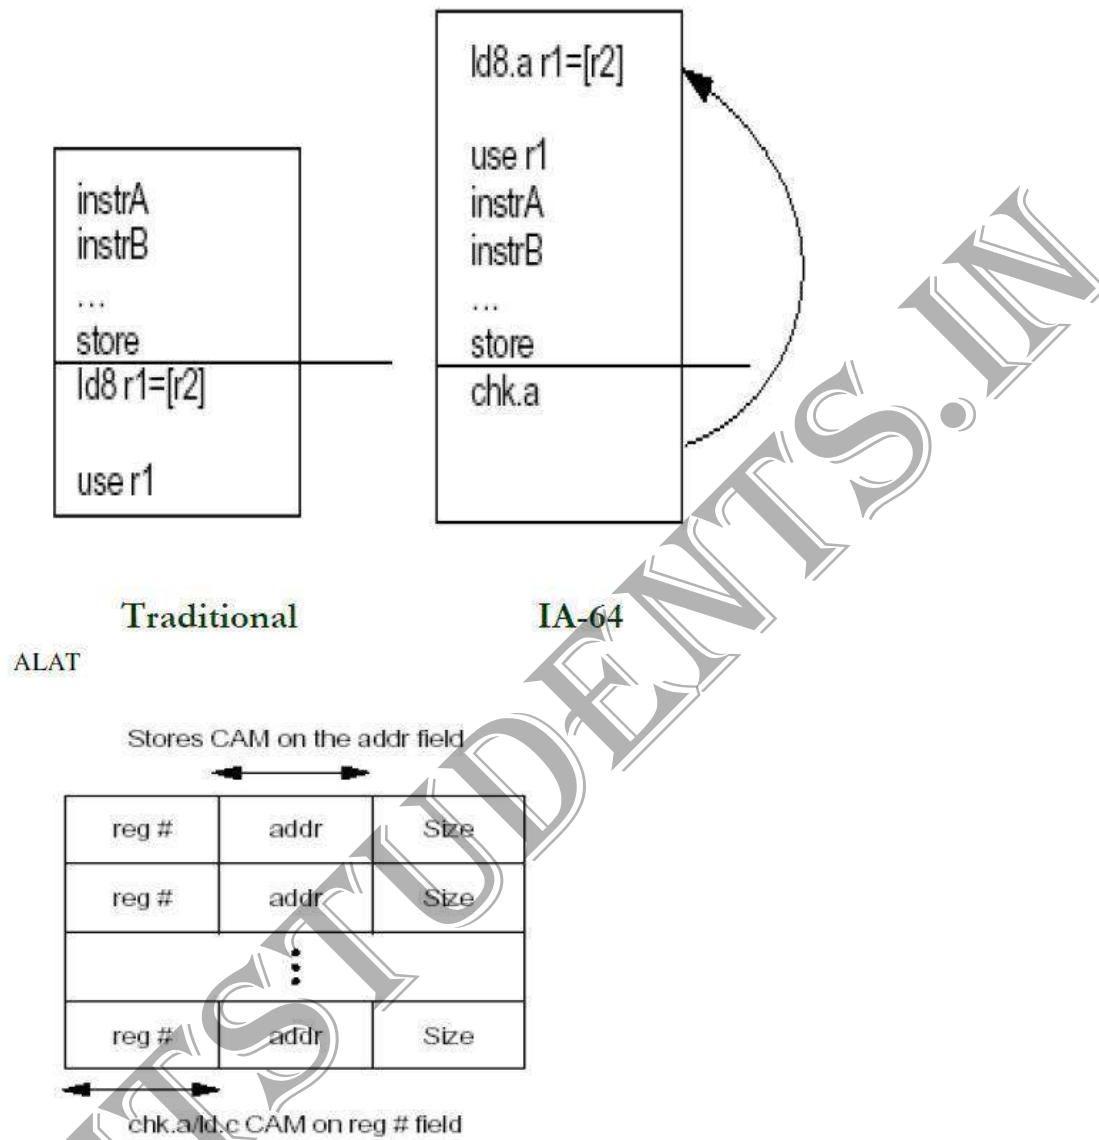 instrA
instrB
...
store
ld8 r1=[r2]
use r1
ld8.a r1=[r2]
use r1
instrA
instrB
...
store
chk.a
Traditional
IA-64
ALAT
Stores CAM on the addr field
reg # addr Size
reg # addr Size
reg # addr Size
chk.a/ld.c CAM on reg # field
TSTUDENTS.IN